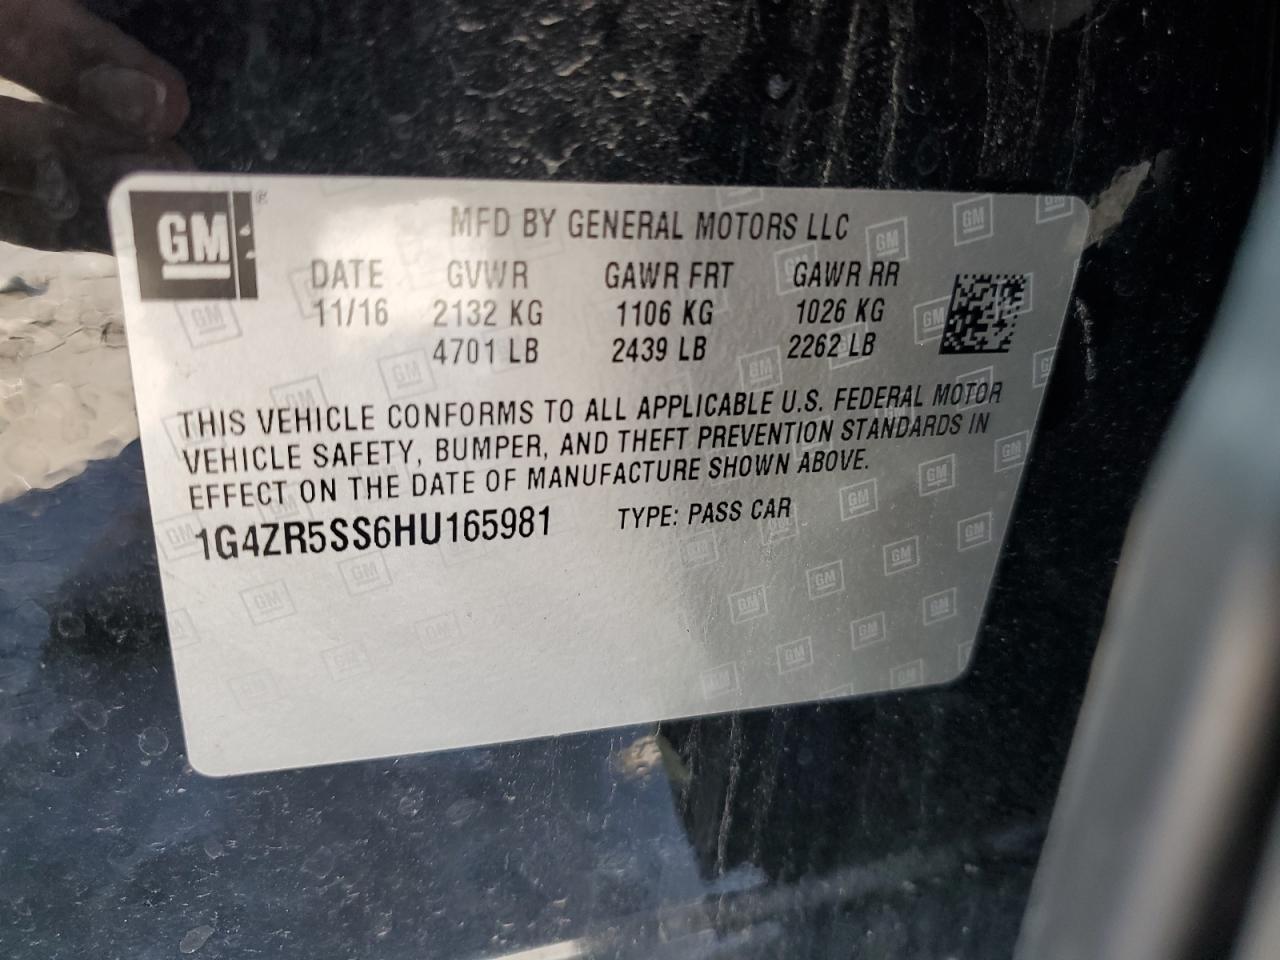 GM®
MFD BY GENERAL MOTORS LLC
DATE GVWR GAWR FRT GAWR RR
11/16 2132 KG 1106 KG 1026 KG
4701 LB 2439 LB 2262 LB
THIS VEHICLE CONFORMS TO ALL APPLICABLE U.S. FEDERAL MOTOR
VEHICLE SAFETY, BUMPER, AND THEFT PREVENTION STANDARDS IN
EFFECT ON THE DATE OF MANUFACTURE SHOWN ABOVE.
1G4ZR5SS6HU165981 TYPE: PASS CAR